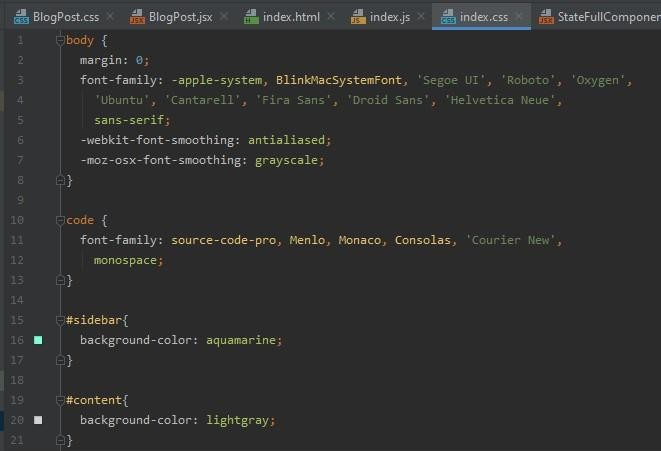 BlogPost.css BlogPost.jsx index.html index.js index.css StateFullComponen
1 body {
2 margin: 0;
3 font-family: -apple-system, BlinkMacSystemFont, 'Segoe UI', 'Roboto', 'Oxygen',
4 'Ubuntu', 'Cantarell', 'Fira Sans', 'Droid Sans', 'Helvetica Neue',
5 sans-serif;
6 -webkit-font-smoothing: antialiased;
7 -moz-osx-font-smoothing: grayscale;
8 }
9
10 code {
11 font-family: source-code-pro, Menlo, Monaco, Consolas, 'Courier New',
12 monospace;
13 }
14
15 #sidebar{
16 background-color: aquamarine;
17 }
18
19 #content{
20 background-color: lightgray;
21 }